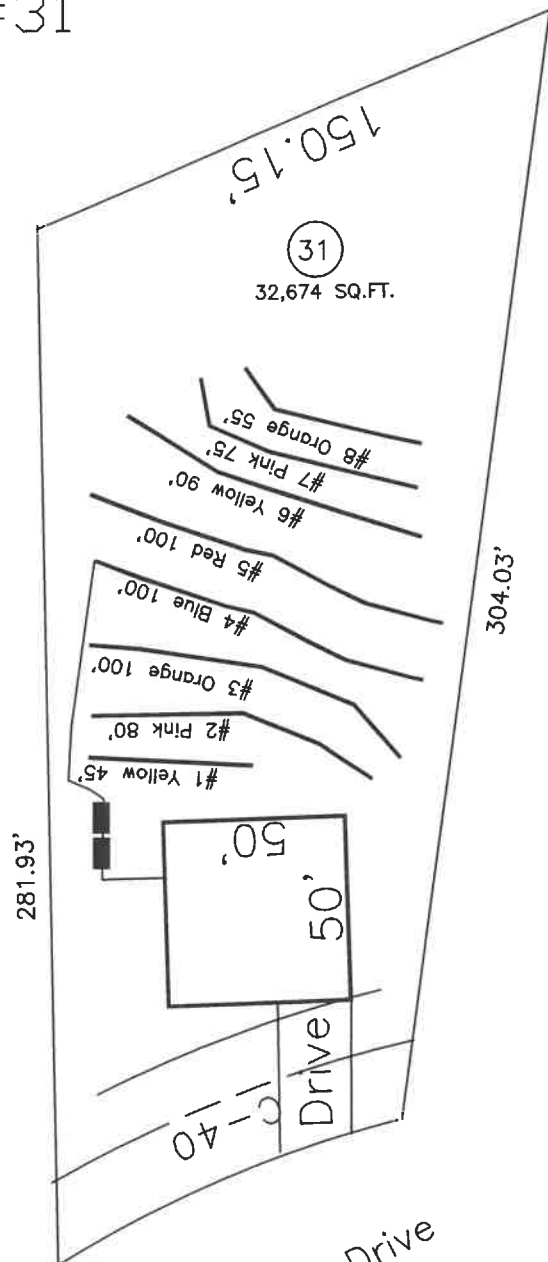 #31
150.15'
31
32,674 SQ.FT.
#8 Orange 55'
#7 Pink 75'
#6 Yellow 90'
#5 Red 100'
#4 Blue 100'
#3 Orange 100'
#2 Pink 80'
#1 Yellow 45'
304.03'
281.93'
50'
50'
Drive
C-40
Drive